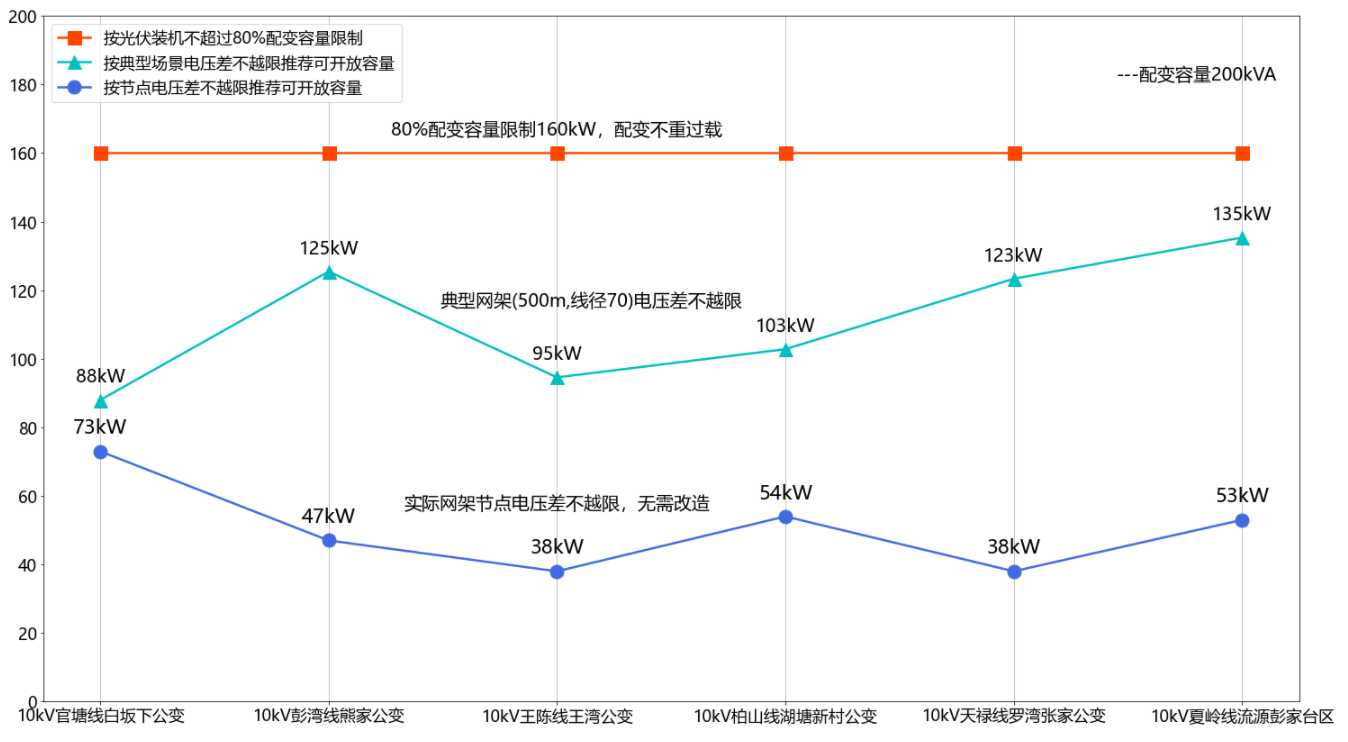 200
180
160
140
120
100
80
60
40
20
0
按光伏装机不超过80%配变容量限制
按典型场景电压差不越限推荐可开放容量
按节点电压差不越限推荐可开放容量
---配变容量200kVA
80%配变容量限制160kW，配变不重过载
135kW
125kW
123kW
典型网架(500m,线径70)电压差不越限
103kW
95kW
88kW
73kW
实际网架节点电压差不越限，无需改造
54kW
53kW
47kW
38kW
38kW
10kV官塘线白坂下公变
10kV彭湾线熊家公变
10kV王陈线王湾公变
10kV柏山线湖塘新村公变
10kV天禄线罗湾张家公变
10kV夏岭线流源彭家台区